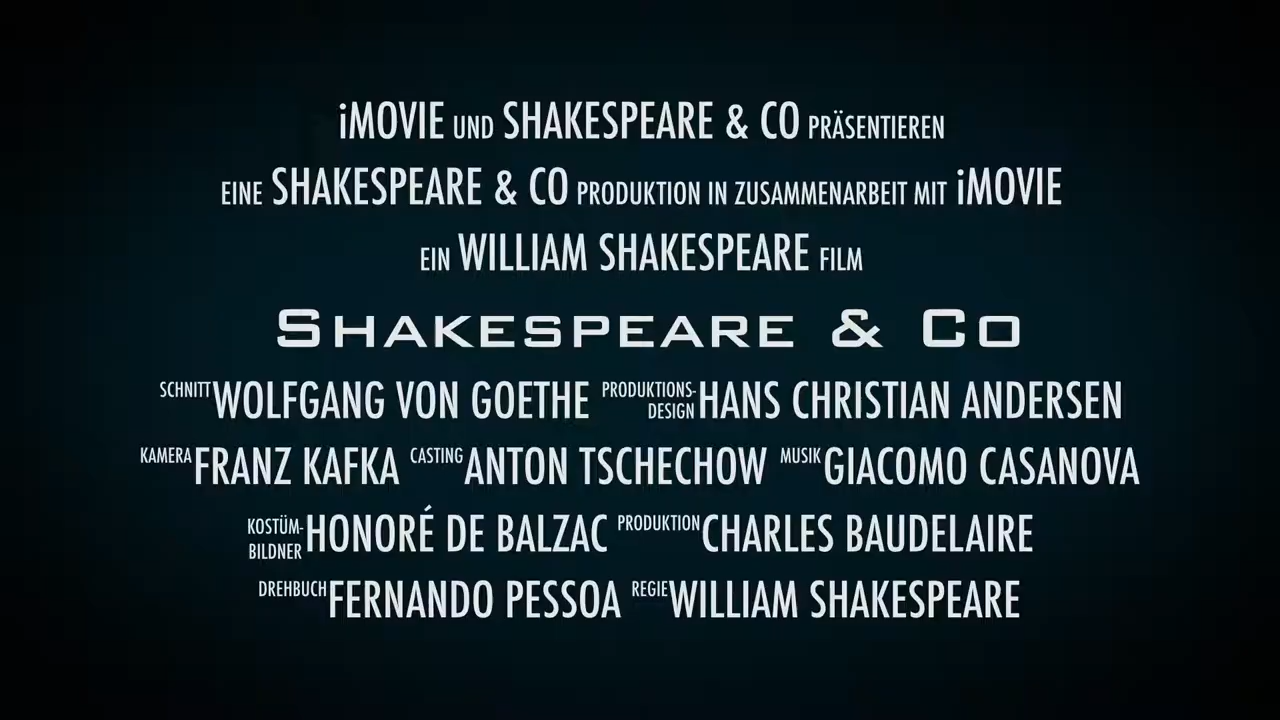 iMOVIE UND SHAKESPEARE & CO PRÄSENTIEREN
EINE SHAKESPEARE & CO PRODUKTION IN ZUSAMMENARBEIT MIT iMOVIE
EIN WILLIAM SHAKESPEARE FILM
SHAKESPEARE & CO
SCHNITT WOLFGANG VON GOETHE PRODUKTIONS-DESIGN HANS CHRISTIAN ANDERSEN
KAMERA FRANZ KAFKA CASTING ANTON TSCHECHOW MUSIK GIACOMO CASANOVA
KOSTÜM-BILDNER HONORÉ DE BALZAC PRODUKTION CHARLES BAUDELAIRE
DREHBUCH FERNANDO PESSOA REGIE WILLIAM SHAKESPEARE